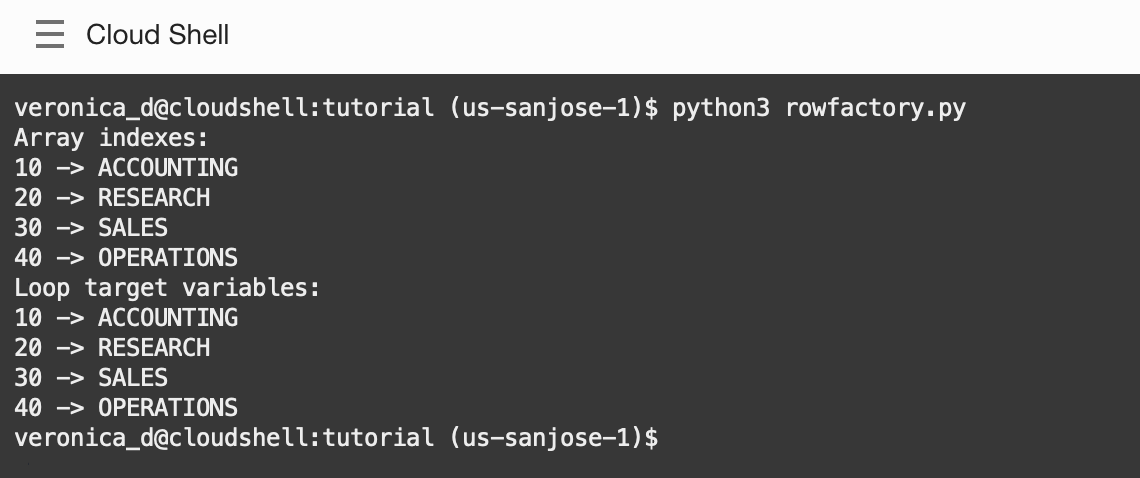 Cloud Shell
veronica_d@cloudshell:tutorial (us-sanjose-1)$ python3 rowfactory.py
Array indexes:
10 -> ACCOUNTING
20 -> RESEARCH
30 -> SALES
40 -> OPERATIONS
Loop target variables:
10 -> ACCOUNTING
20 -> RESEARCH
30 -> SALES
40 -> OPERATIONS
veronica_d@cloudshell:tutorial (us-sanjose-1)$